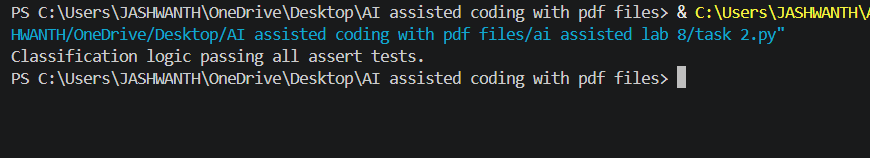 PS C:\Users\JASHWANTH\OneDrive\Desktop\AI assisted coding with pdf files> & C:\Users\JASHWANTH\
HWANTH/OneDrive/Desktop/AI assisted coding with pdf files/ai assisted lab 8/task 2.py"
Classification logic passing all assert tests.
PS C:\Users\JASHWANTH\OneDrive\Desktop\AI assisted coding with pdf files>